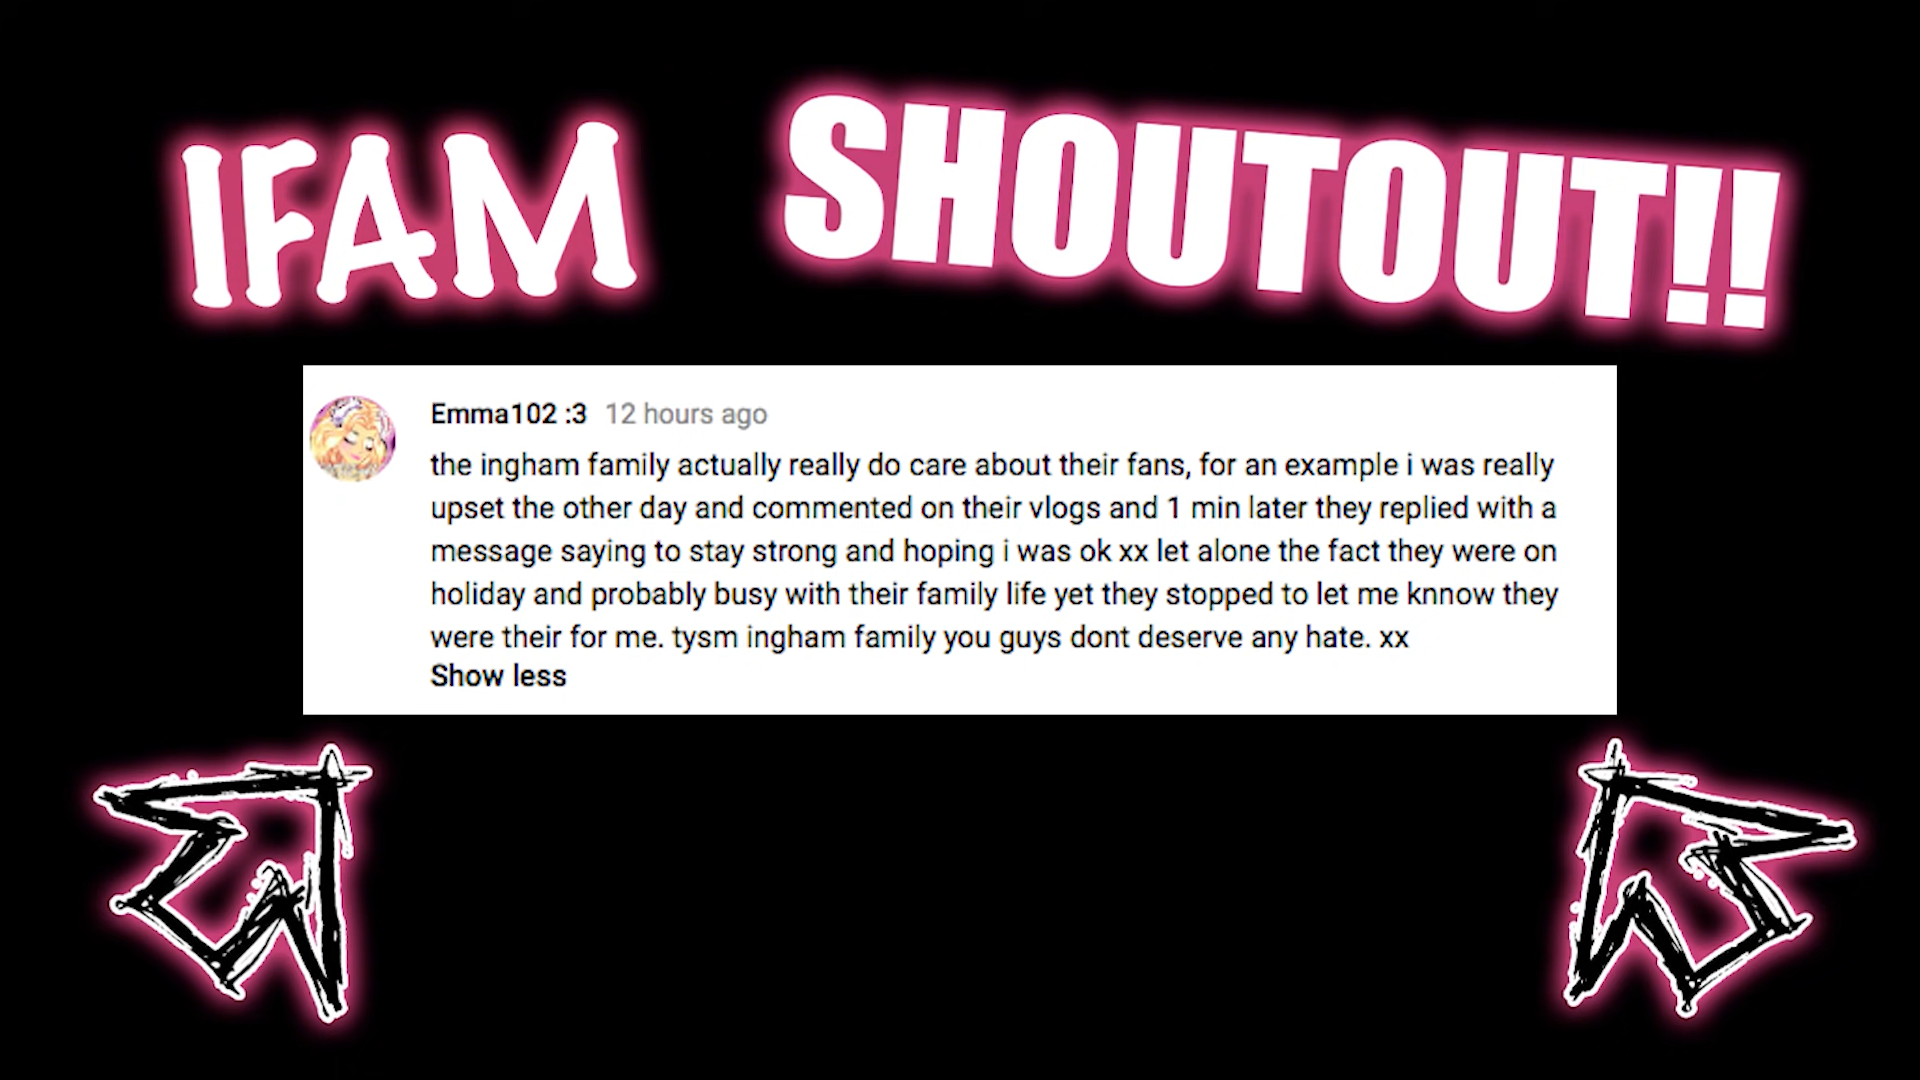 IFAM SHOUTOUT!!
Emma102 :3 12 hours ago
the ingham family actually really do care about their fans, for an example i was really
upset the other day and commented on their vlogs and 1 min later they replied with a
message saying to stay strong and hoping i was ok xx let alone the fact they were on
holiday and probably busy with their family life yet they stopped to let me knnow they
were their for me. tysm ingham family you guys dont deserve any hate. xx
Show less